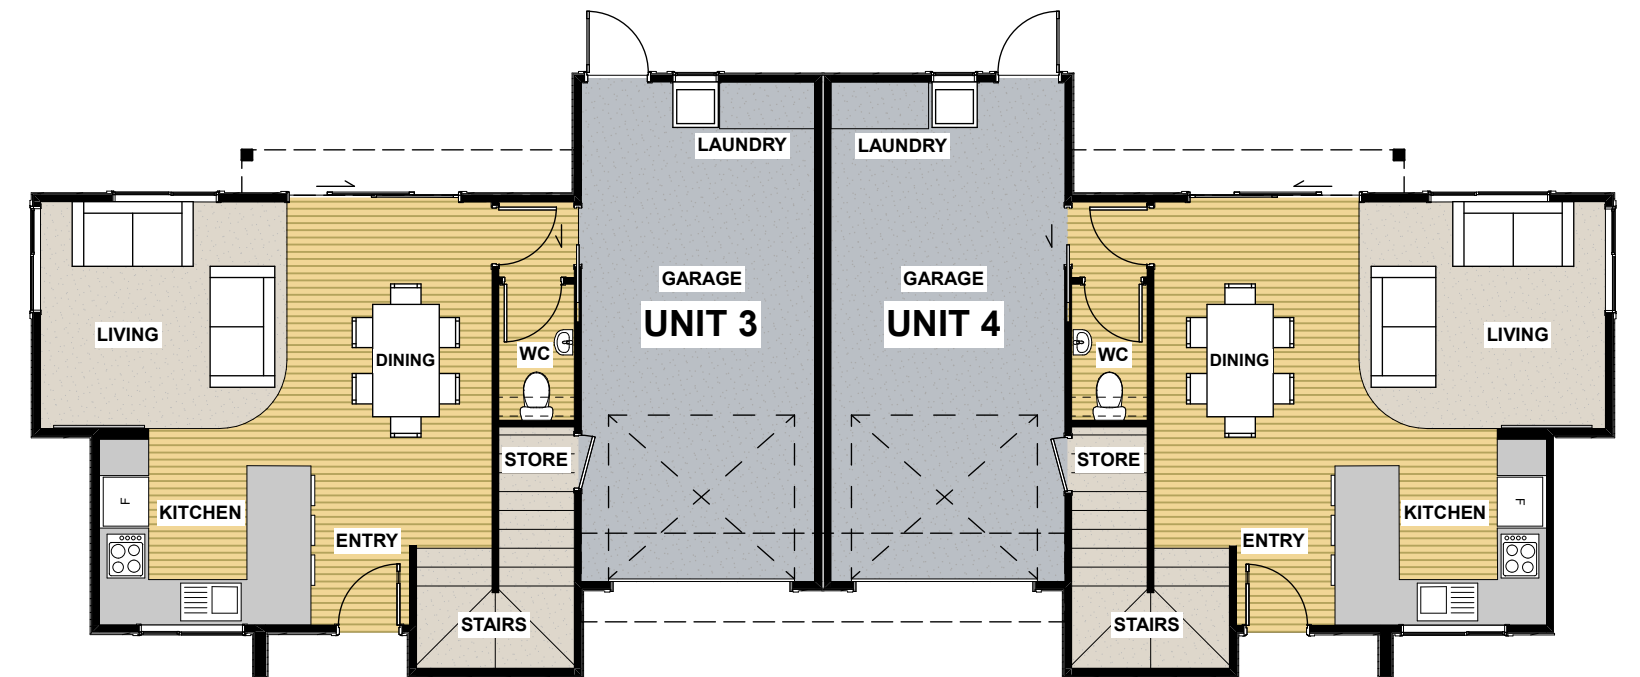 LAUNDRY
LAUNDRY
GARAGE
GARAGE
UNIT 3
UNIT 4
LIVING
DINING
WC
WC
DINING
LIVING
STORE
STORE
F
KITCHEN
ENTRY
ENTRY
KITCHEN
F
STAIRS
STAIRS